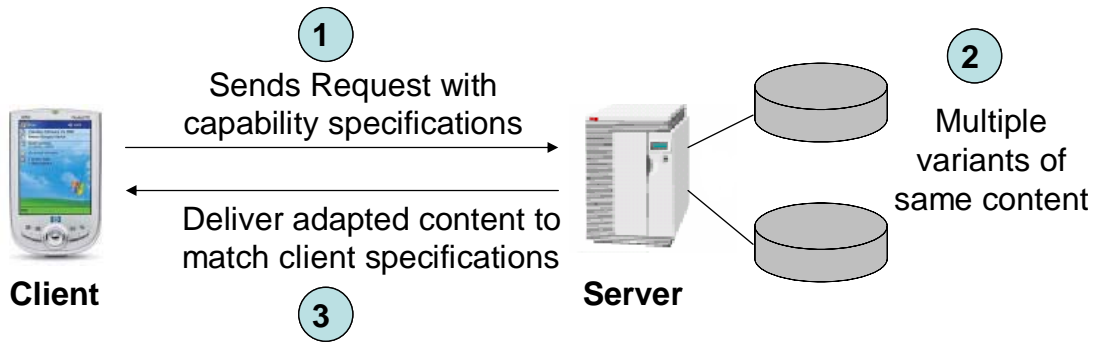 1
Sends Request with
capability specifications
2
Multiple
variants of
same content
Deliver adapted content to
match client specifications
Client
Server
3